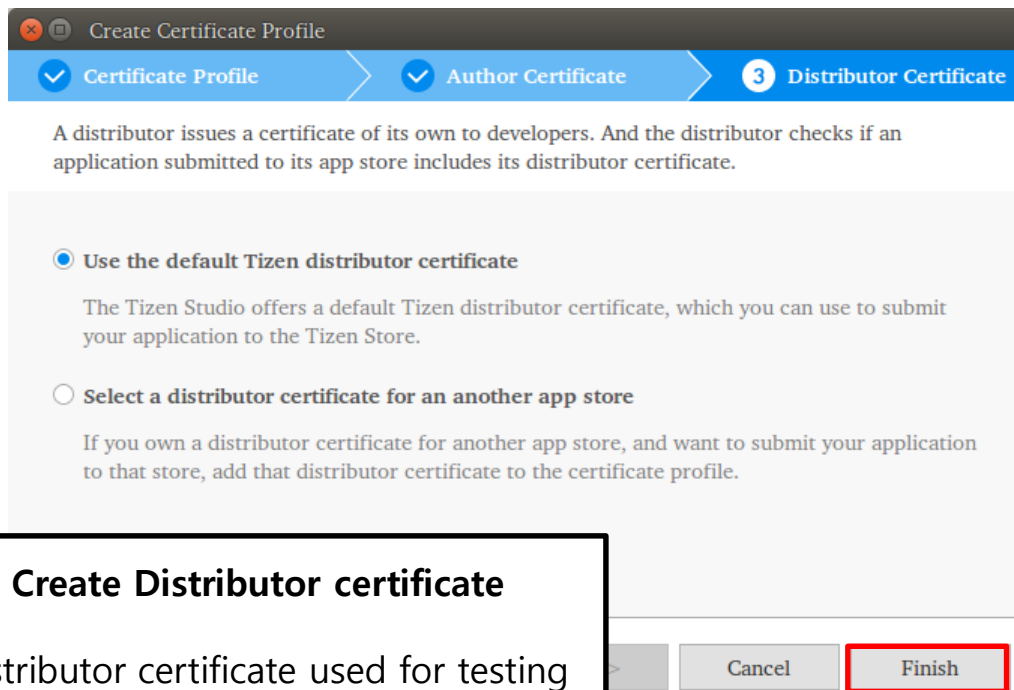 Create Certificate Profile
Certificate Profile
Author Certificate
3 Distributor Certificate
A distributor issues a certificate of its own to developers. And the distributor checks if an
application submitted to its app store includes its distributor certificate.
Use the default Tizen distributor certificate
The Tizen Studio offers a default Tizen distributor certificate, which you can use to submit
your application to the Tizen Store.
Select a distributor certificate for an another app store
If you own a distributor certificate for another app store, and want to submit your application
to that store, add that distributor certificate to the certificate profile.
Create Distributor certificate
stributor certificate used for testing
>
Cancel
Finish